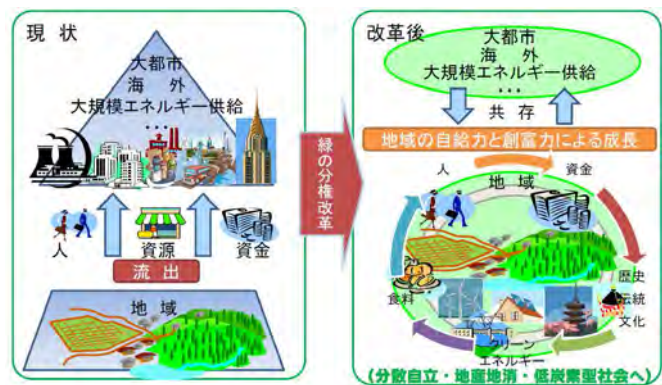 現 状
大都市
海 外
大規模エネルギー供給
…
人
資源
資金
流出
地 域
緑の分権改革
改革後
大都市
海 外
大規模エネルギー供給
…
共 存
地域の自給力と創富力による成長
人
資金
地 域
食料
歴史
伝統
文化
クリーン
エネルギー
(分散自立・地産地消・低炭素型社会へ)